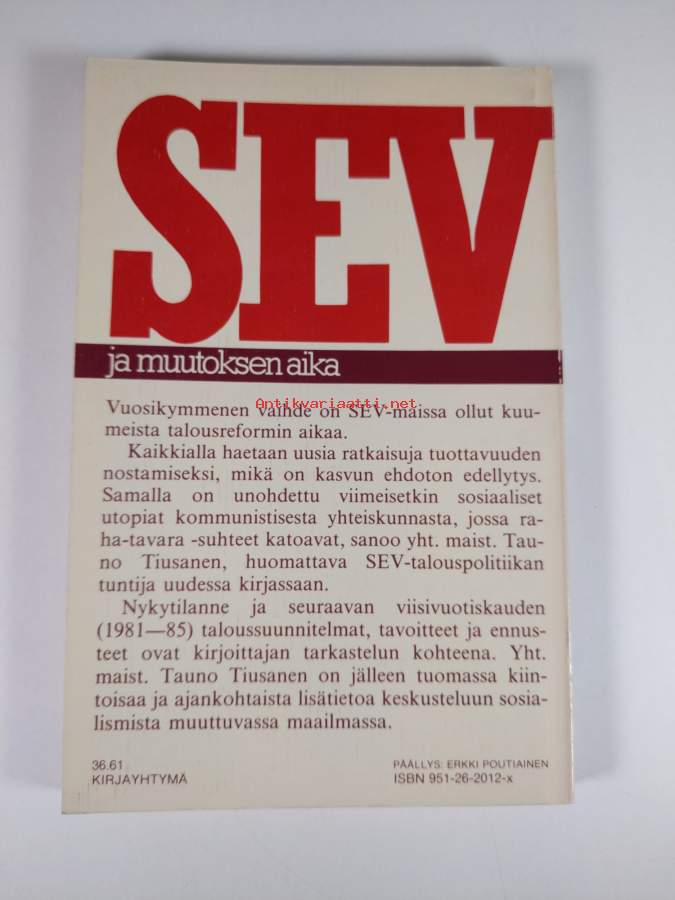 SEV
ja muutoksen aika
Antikvariaatti.net
Vuosikymmenen vaihde on SEV-maissa ollut kuu-
meista talousreformin aikaa.
Kaikkialla haetaan uusia ratkaisuja tuottavuuden
nostamiseksi, mikä on kasvun ehdoton edellytys.
Samalla on unohdettu viimeisetkin sosiaaliset
utopiat kommunistisesta yhteiskunnasta, jossa ra-
ha-tavara -suhteet katoavat, sanoo yht. maist. Tau-
no Tiusanen, huomattava SEV-talouspolitiikan
tuntija uudessa kirjassaan.
Nykytilanne ja seuraavan viisivuotiskauden
(1981—85) taloussuunnitelmat, tavoitteet ja ennus-
teet ovat kirjoittajan tarkastelun kohteena. Yht.
maist. Tauno Tiusanen on jälleen tuomassa kiin-
toisaa ja ajankohtaista lisätietoa keskusteluun sosia-
lismista muuttuvassa maailmassa.
36.61
KIRJAYHTYMÄ
PÄÄLLYS: ERKKI POUTIAINEN
ISBN 951-26-2012-x